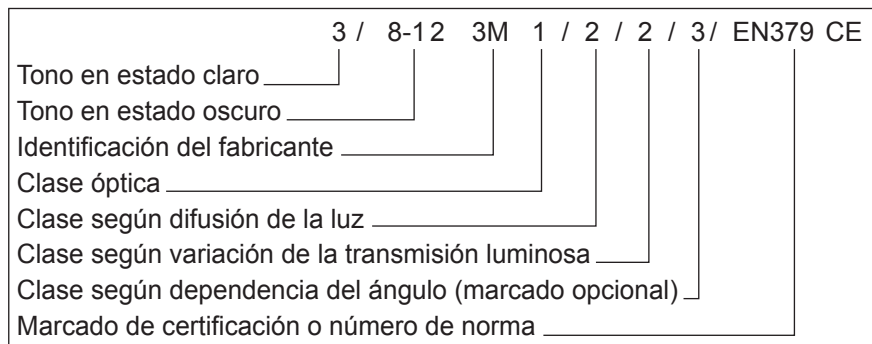 3 / 8-12 3M 1 / 2 / 2 / 3 / EN379 CE
Tono en estado claro
Tono en estado oscuro
Identificación del fabricante
Clase óptica
Clase según difusión de la luz
Clase según variación de la transmisión luminosa
Clase según dependencia del ángulo (marcado opcional)
Marcado de certificación o número de norma